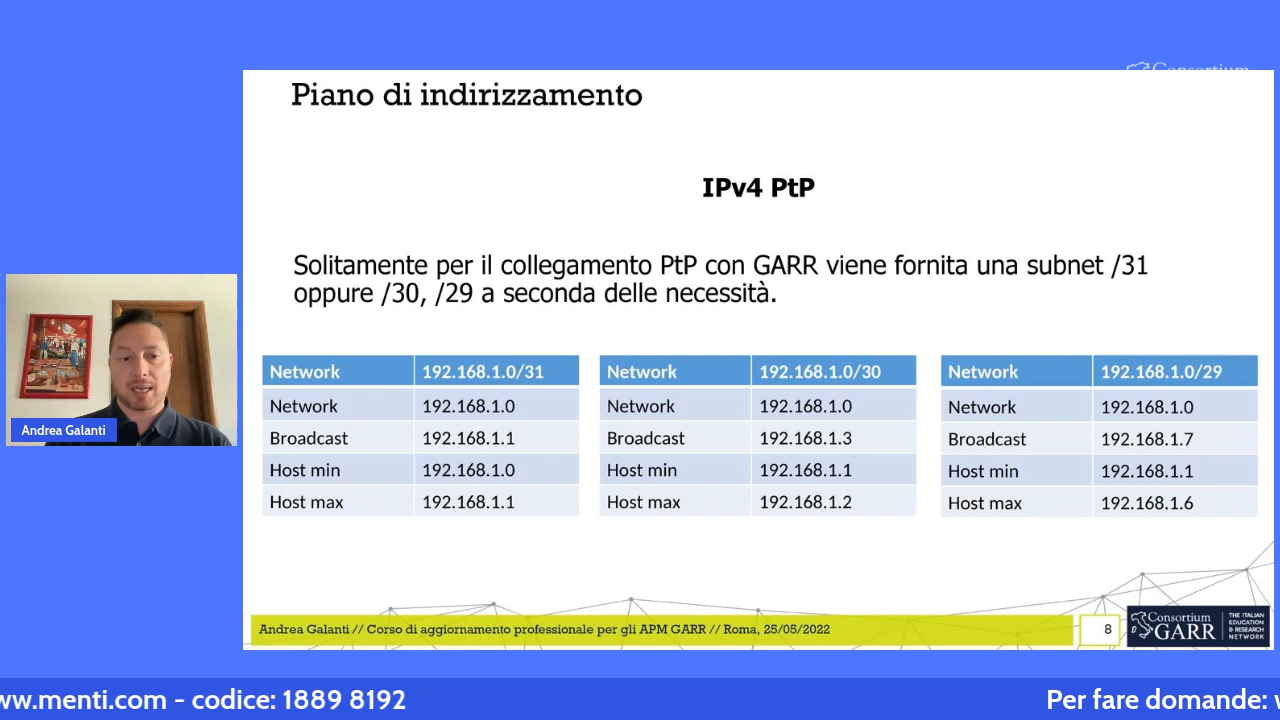 Consortium
Piano di indirizzamento
IPv4 PtP
Solitamente per il collegamento PtP con GARR viene fornita una subnet /31
oppure /30, /29 a seconda delle necessità.
Network 192.168.1.0/31
Network 192.168.1.0
Broadcast 192.168.1.1
Host min 192.168.1.0
Host max 192.168.1.1
Network 192.168.1.0/30
Network 192.168.1.0
Broadcast 192.168.1.3
Host min 192.168.1.1
Host max 192.168.1.2
Network 192.168.1.0/29
Network 192.168.1.0
Broadcast 192.168.1.7
Host min 192.168.1.1
Host max 192.168.1.6
Andrea Galanti
Andrea Galanti // Corso di aggiornamento professionale per gli APM GARR // Roma, 25/05/2022
8
Consortium
GARR
THE ITALIAN
EDUCATION
& RESEARCH
NETWORK
ww.menti.com - codice: 1889 8192
Per fare domande: w